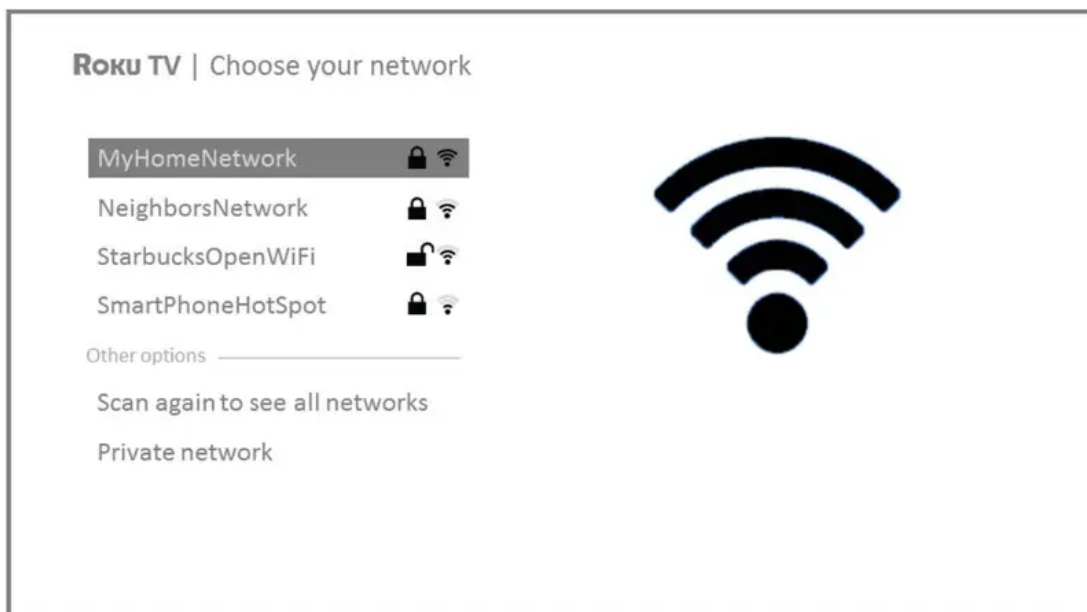 Roku TV | Choose your network
MyHomeNetwork
NeighborsNetwork
StarbucksOpenWiFi
SmartPhoneHotSpot
Other options
Scan again to see all networks
Private network